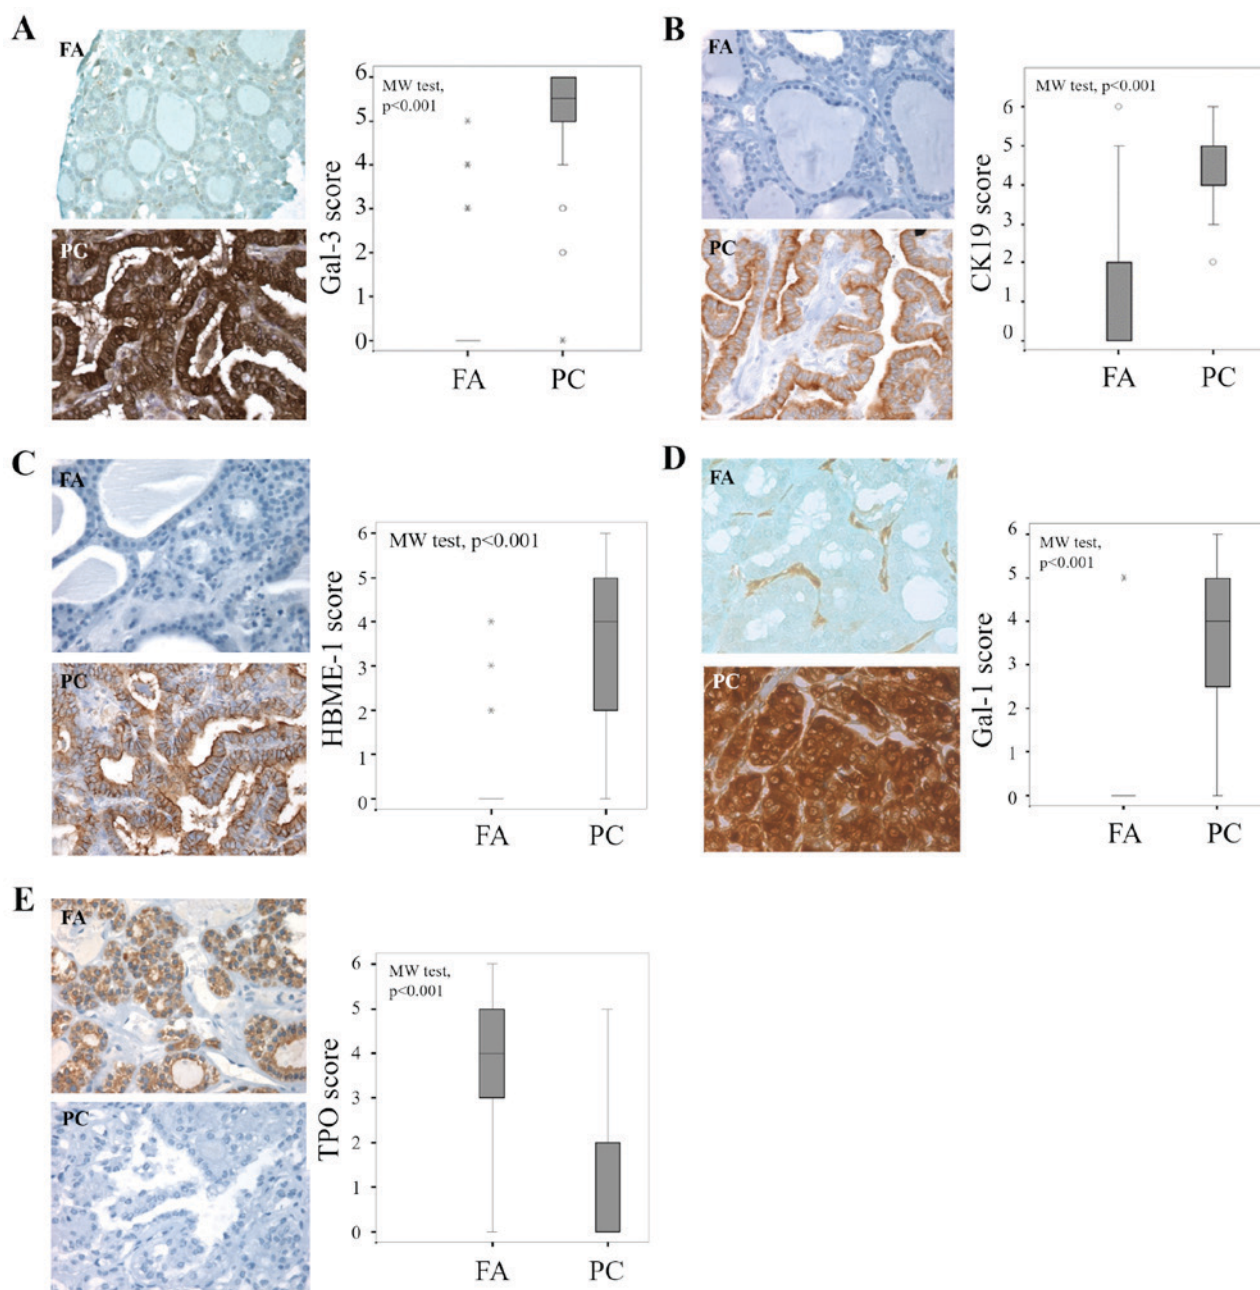 A
FA
PC
MW test,
p<0.001
Gal-3 score
6
5
4
3
2
1
0
FA
PC
B
FA
PC
MW test, p<0.001
CK19 score
6
5
4
3
2
1
0
FA
PC
C
FA
PC
MW test, p<0.001
HBME-1 score
6
5
4
3
2
1
0
FA
PC
D
FA
PC
MW test,
p<0.001
Gal-1 score
6
5
4
3
2
1
0
FA
PC
E
FA
PC
MW test,
p<0.001
TPO score
6
5
4
3
2
1
0
FA
PC